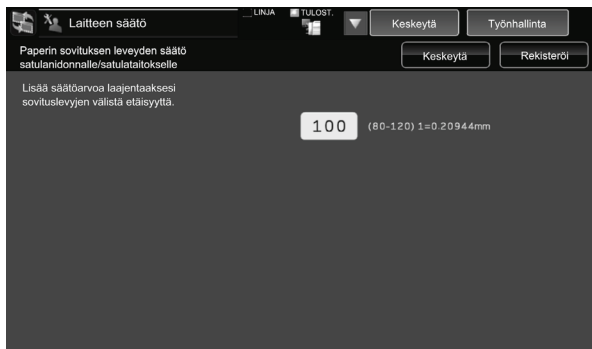 Laitteen säätö
LINJA
TULOST.
Keskeytä
Työnhallinta
Paperin sovituksen leveyden säätö
satulanidonnalle/satulataitokselle
Keskeytä
Rekisteröi
Lisää säätöarvoa laajentaaksesi
sovituslevyjen välistä etäisyyttä.
100 (80-120) 1=0.20944mm